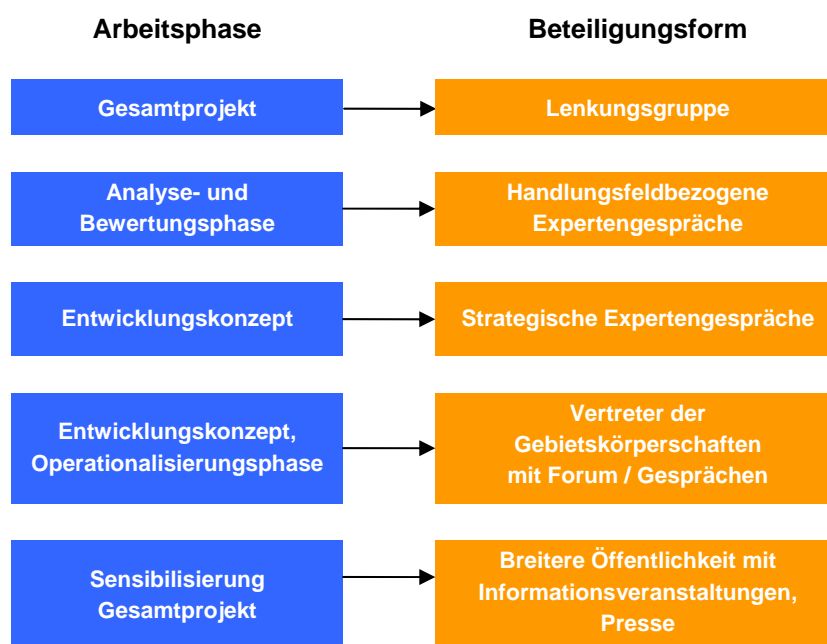 Arbeitsphase
Beteiligungsform
Gesamtprojekt
Lenkungsgruppe
Analyse- und
Bewertungsphase
Handlungsfeldbezogene
Expertengespräche
Entwicklungskonzept
Strategische Expertengespräche
Entwicklungskonzept,
Operationalisierungsphase
Vertreter der
Gebietskörperschaften
mit Forum / Gesprächen
Sensibilisierung
Gesamtprojekt
Breitere Öffentlichkeit mit
Informationsveranstaltungen,
Presse